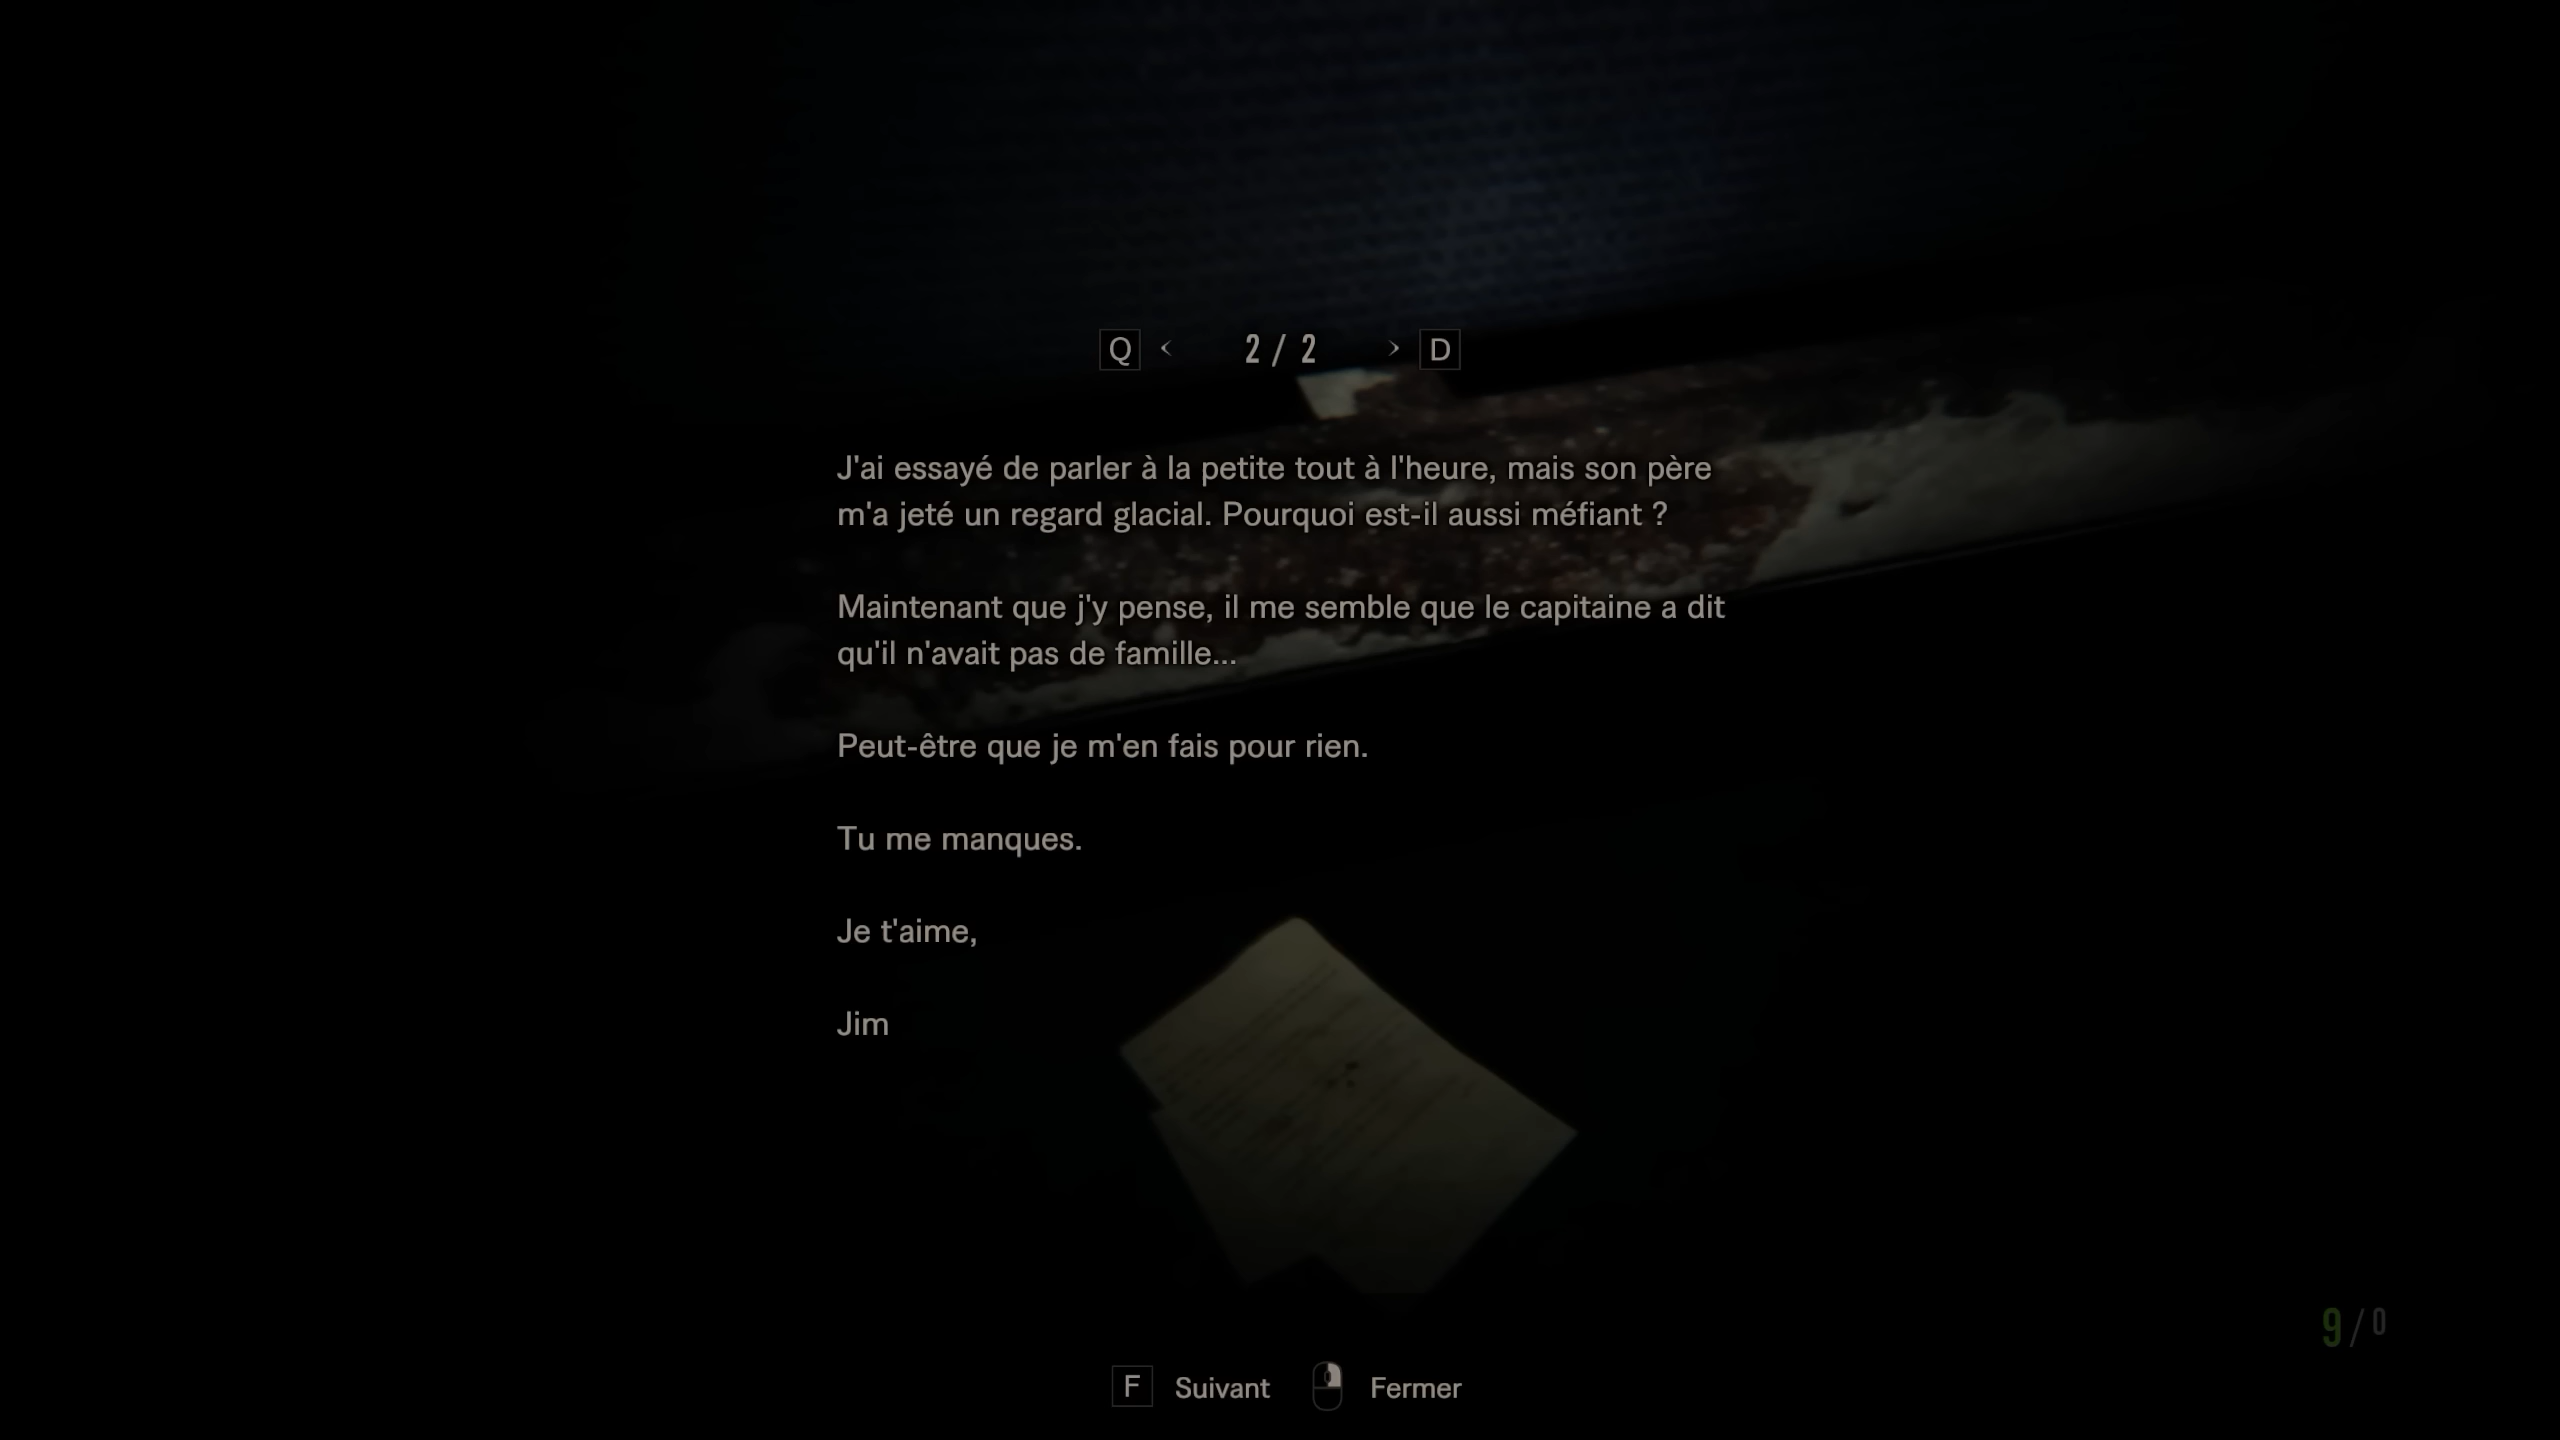 Q < 2 / 2 > D
J'ai essayé de parler à la petite tout à l'heure, mais son père
m'a jeté un regard glacial. Pourquoi est-il aussi méfiant ?
Maintenant que j'y pense, il me semble que le capitaine a dit
qu'il n'avait pas de famille...
Peut-être que je m'en fais pour rien.
Tu me manques.
Je t'aime,
Jim
9/0
F Suivant Fermer